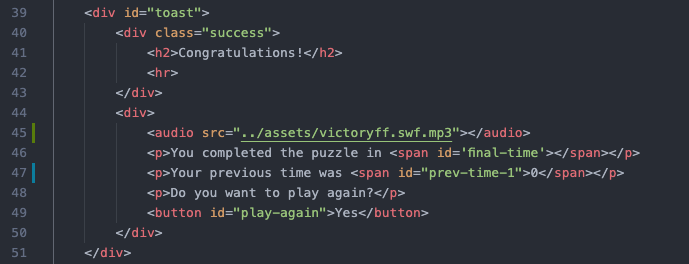 39 <div id="toast">
40 <div class="success">
41 <h2>Congratulations!</h2>
42 <hr>
43 </div>
44 <div>
45 <audio src="../assets/victoryff.swf.mp3"></audio>
46 <p>You completed the puzzle in <span id='final-time'></span></p>
47 <p>Your previous time was <span id="prev-time-1">0</span></p>
48 <p>Do you want to play again?</p>
49 <button id="play-again">Yes</button>
50 </div>
51 </div>